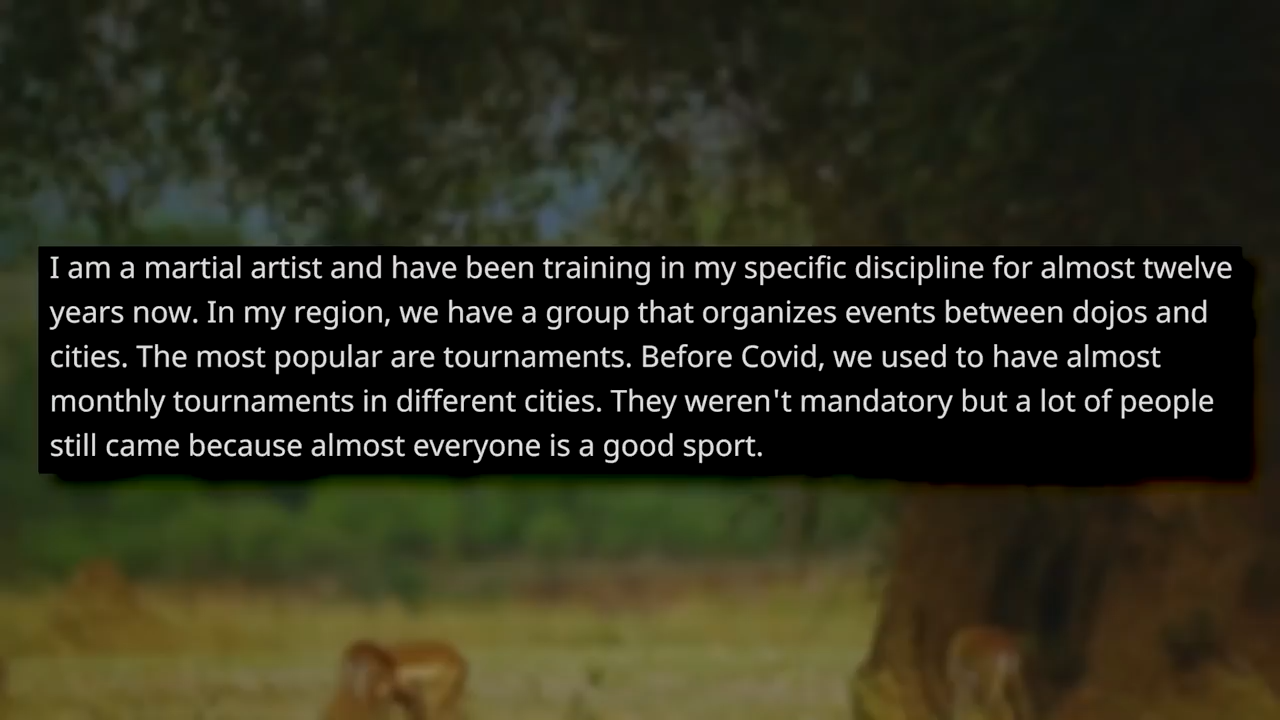 I am a martial artist and have been training in my specific discipline for almost twelve
years now. In my region, we have a group that organizes events between dojos and
cities. The most popular are tournaments. Before Covid, we used to have almost
monthly tournaments in different cities. They weren't mandatory but a lot of people
still came because almost everyone is a good sport.